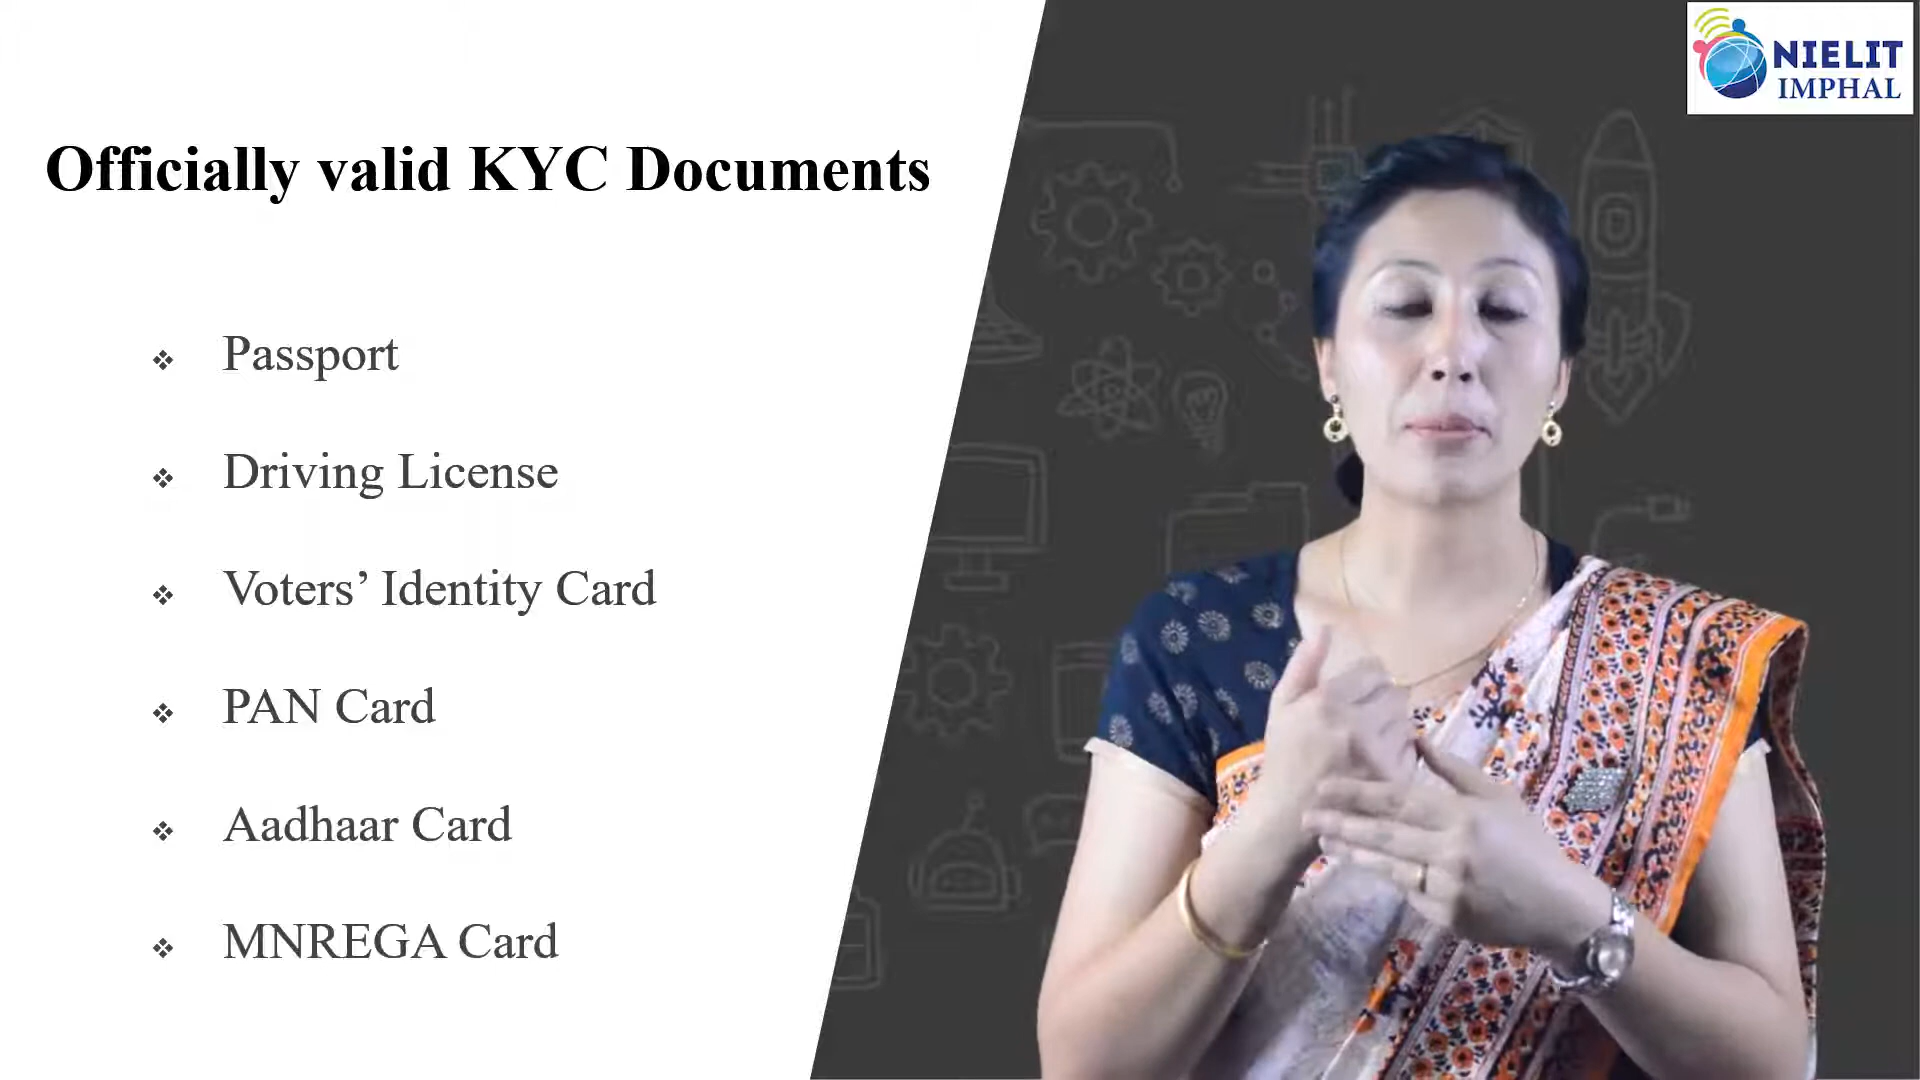 Officially valid KYC Documents
Passport
Driving License
Voters’ Identity Card
PAN Card
Aadhaar Card
MNREGA Card
NIELIT
IMPHAL